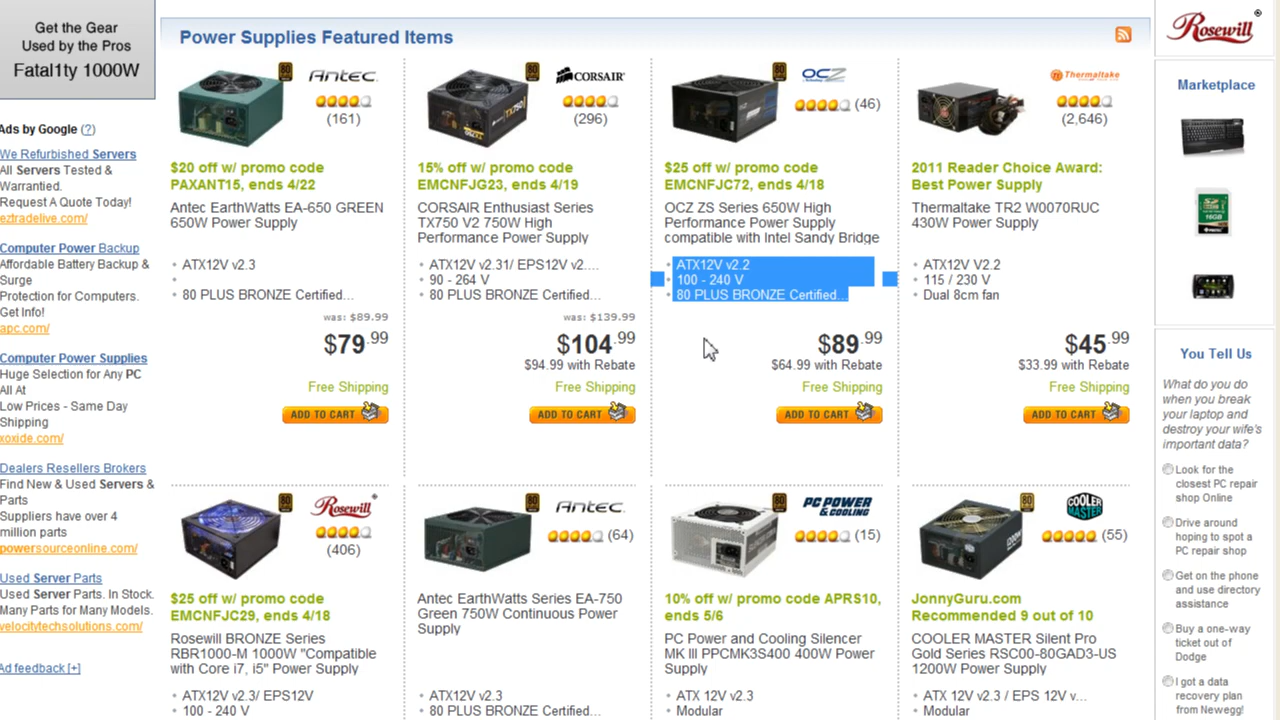 Get the Gear
Used by the Pros
Fatal1ty 1000W
Ads by Google (?)
We Refurbished Servers
All Servers Tested &
Warrantied.
Request A Quote Today!
eztradelive.com/
Computer Power Backup
Affordable Battery Backup &
Surge
Protection for Computers.
Get Info!
apc.com/
Computer Power Supplies
Huge Selection for Any PC
All At
Low Prices - Same Day
Shipping
xoxide.com/
Dealers Resellers Brokers
Find New & Used Servers &
Parts
Suppliers have over 4
million parts
powersourceonline.com/
Used Server Parts
Used Server Parts. In Stock.
Many Parts for Many Models.
velocitytechsolutions.com/
Ad feedback [+]
Power Supplies Featured Items
Antec
(161)
$20 off w/ promo code
PAXANT15, ends 4/22
Antec EarthWatts EA-650 GREEN
650W Power Supply
ATX12V v2.3
80 PLUS BRONZE Certified...
was: $89.99
$79.99
Free Shipping
ADD TO CART
CORSAIR
(296)
15% off w/ promo code
EMCNFJG23, ends 4/19
CORSAIR Enthusiast Series
TX750 V2 750W High
Performance Power Supply
ATX12V v2.31/ EPS12V v2....
90 - 264 V
80 PLUS BRONZE Certified...
was: $139.99
$104.99
$94.99 with Rebate
Free Shipping
ADD TO CART
OCZ
(46)
$25 off w/ promo code
EMCNFJC72, ends 4/18
OCZ ZS Series 650W High
Performance Power Supply
compatible with Intel Sandy Bridge
ATX12V v2.2
100 - 240 V
80 PLUS BRONZE Certified...
$89.99
$64.99 with Rebate
Free Shipping
ADD TO CART
Thermaltake
(2,646)
2011 Reader Choice Award:
Best Power Supply
Thermaltake TR2 W0070RUC
430W Power Supply
ATX12V V2.2
115 / 230 V
Dual 8cm fan
$45.99
$33.99 with Rebate
Free Shipping
ADD TO CART
Rosewill
(406)
$25 off w/ promo code
EMCNFJC29, ends 4/18
Rosewill BRONZE Series
RBR1000-M 1000W "Compatible
with Core i7, i5" Power Supply
ATX12V v2.3/ EPS12V
100 - 240 V
Antec
(64)
Antec EarthWatts Series EA-750
Green 750W Continuous Power
Supply
ATX12V v2.3
80 PLUS BRONZE Certified...
PC POWER
& COOLING
(15)
10% off w/ promo code APRS10,
ends 5/6
PC Power and Cooling Silencer
MK III PPCMK3S400 400W Power
Supply
ATX 12V v2.3
Modular
COOLER
MASTER
(55)
JonnyGuru.com
Recommended 9 out of 10
COOLER MASTER Silent Pro
Gold Series RSC00-80GAD3-US
1200W Power Supply
ATX 12V v2.3 / EPS 12V v...
Modular
Rosewill
Marketplace
You Tell Us
What do you do
when you break
your laptop and
destroy your wife's
important data?
Look for the
closest PC repair
shop Online
Drive around
hoping to spot a
PC repair shop
Get on the phone
and use directory
assistance
Buy a one-way
ticket out of
Dodge
I got a data
recovery plan
from Newegg!